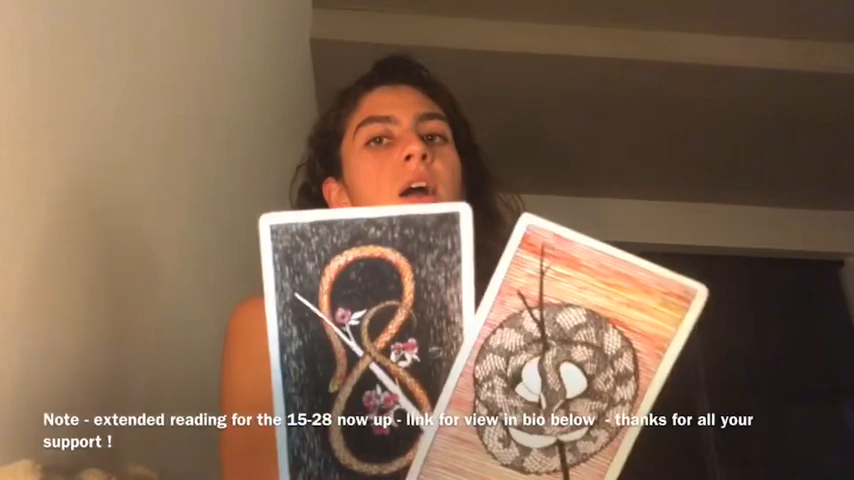 Note - extended reading for the 15-28 now up - link for view in bio below - thanks for all your
support !